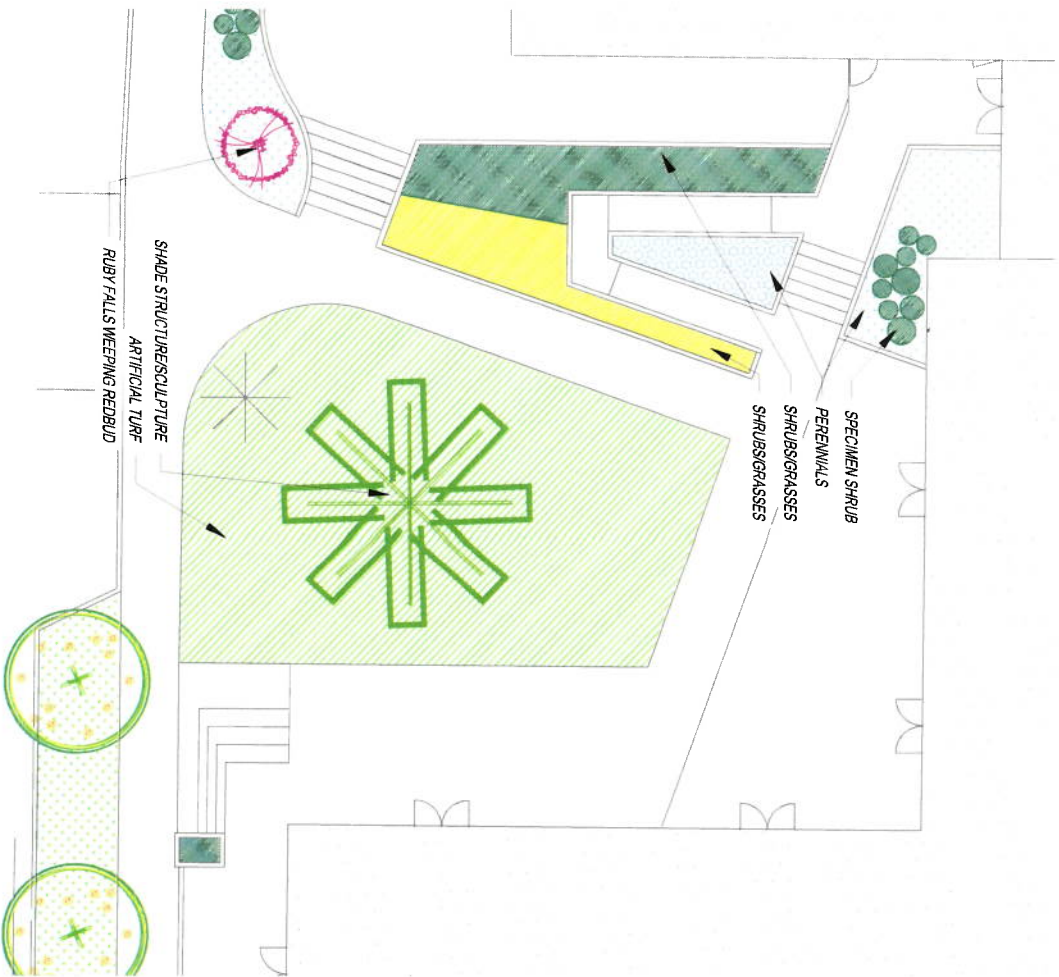 SPECIMEN SHRUB
PERENNIALS
SHRUBS/GRASSES
SHRUBS/GRASSES
SHADE STRUCTURE/SCULPTURE
ARTIFICIAL TURF
RUBY FALLS WEEPING REDBUD